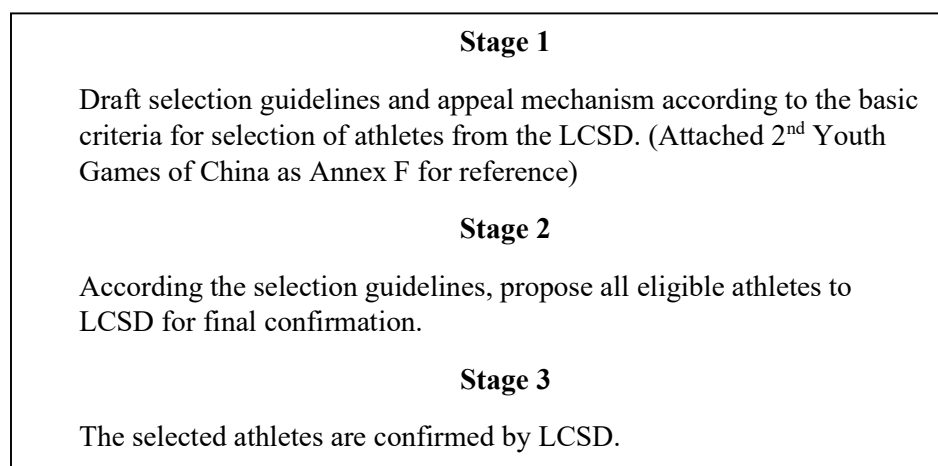 Stage 1
Draft selection guidelines and appeal mechanism according to the basic
criteria for selection of athletes from the LCSD. (Attached 2nd Youth
Games of China as Annex F for reference)
Stage 2
According the selection guidelines, propose all eligible athletes to
LCSD for final confirmation.
Stage 3
The selected athletes are confirmed by LCSD.